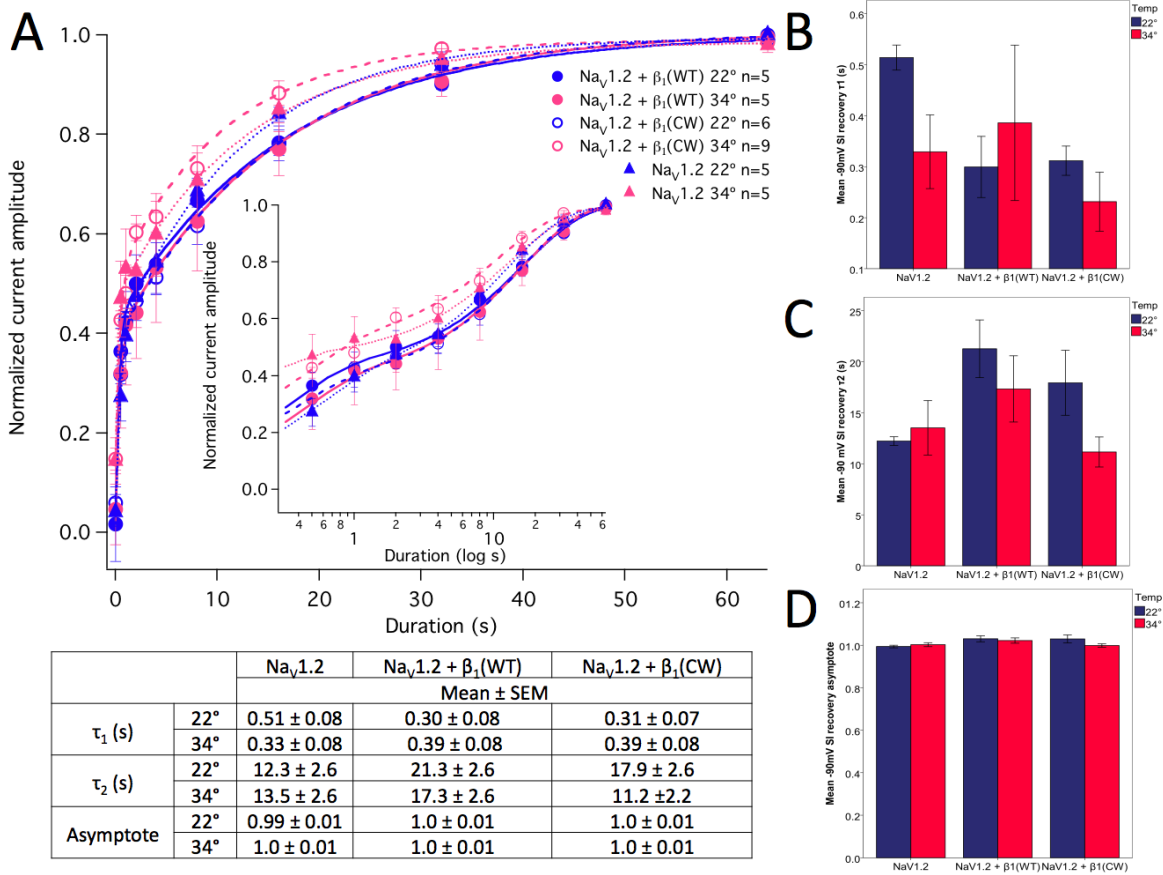 A
Normalized current amplitude
1.0
0.8
0.6
0.4
0.2
0.0
0 10 20 30 40 50 60
Duration (s)
NaV1.2 + β1(WT) 22° n=5
NaV1.2 + β1(WT) 34° n=5
NaV1.2 + β1(CW) 22° n=6
NaV1.2 + β1(CW) 34° n=9
NaV1.2 22° n=5
NaV1.2 34° n=5
Normalized current amplitude
1.0
0.8
0.6
0.4
0.2
0.0
4 6 8 1 2 4 6 8 10 2 4 6
Duration (log s)
NaV1.2 NaV1.2 + β1(WT) NaV1.2 + β1(CW)
Mean ± SEM
τ1 (s) 22° 0.51 ± 0.08 0.30 ± 0.08 0.31 ± 0.07
34° 0.33 ± 0.08 0.39 ± 0.08 0.39 ± 0.08
τ2 (s) 22° 12.3 ± 2.6 21.3 ± 2.6 17.9 ± 2.6
34° 13.5 ± 2.6 17.3 ± 2.6 11.2 ±2.2
Asymptote 22° 0.99 ± 0.01 1.0 ± 0.01 1.0 ± 0.01
34° 1.0 ± 0.01 1.0 ± 0.01 1.0 ± 0.01
B
Mean -90mV SI recovery τ1 (s)
0.6
0.5
0.4
0.3
0.2
0.1
NaV1.2 NaV1.2 + β1(WT) NaV1.2 + β1(CW)
Temp
22°
34°
C
Mean -90 mV SI recovery τ2 (s)
25
20
15
10
5
0
NaV1.2 NaV1.2 + β1(WT) NaV1.2 + β1(CW)
Temp
22°
34°
D
Mean -90mV SI recovery asymptote
01.2
01.0
0.8
0.6
0.4
0.2
0.0
NaV1.2 NaV1.2 + β1(WT) NaV1.2 + β1(CW)
Temp
22°
34°